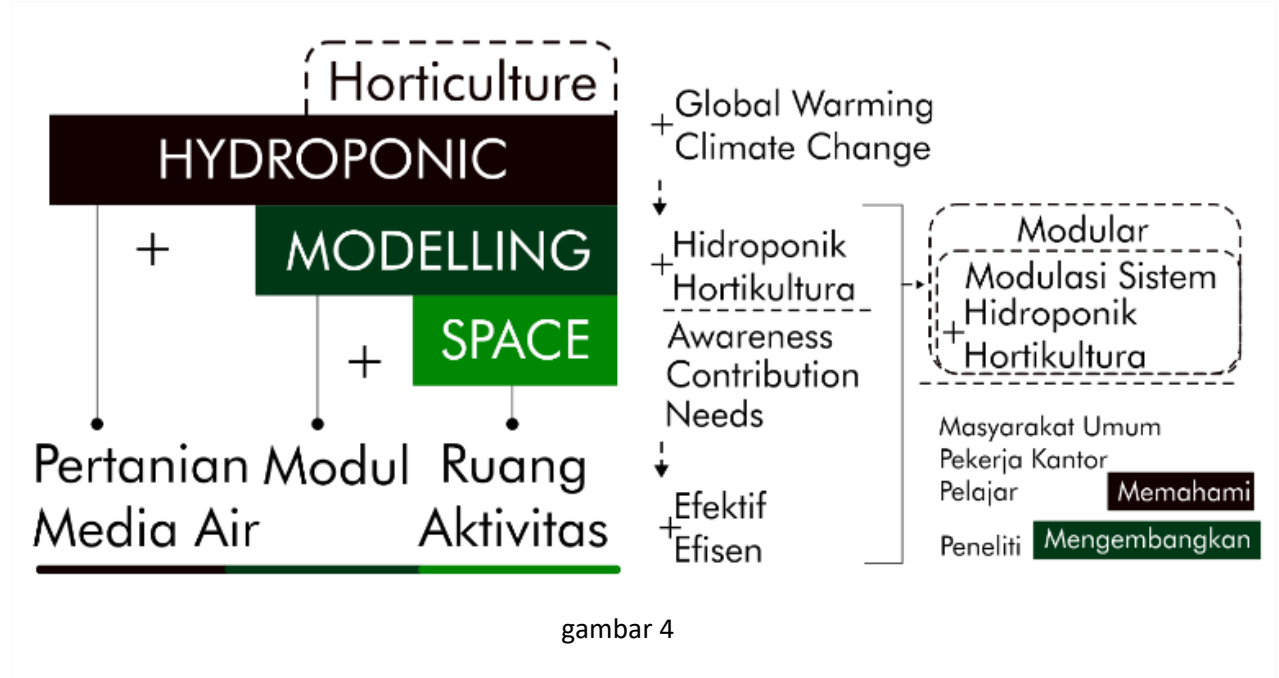 Horticulture
HYDROPONIC
+
MODELLING
+
SPACE
Pertanian
Media Air
Modul
Ruang
Aktivitas
+
Global Warming
Climate Change
+
Hidroponik
Hortikultura
Awareness
Contribution
Needs
+
Efektif
Efisen
Modular
Modulasi Sistem
+
Hidroponik
Hortikultura
Masyarakat Umum
Pekerja Kantor
Pelajar
Memahami
Peneliti
Mengembangkan
gambar 4